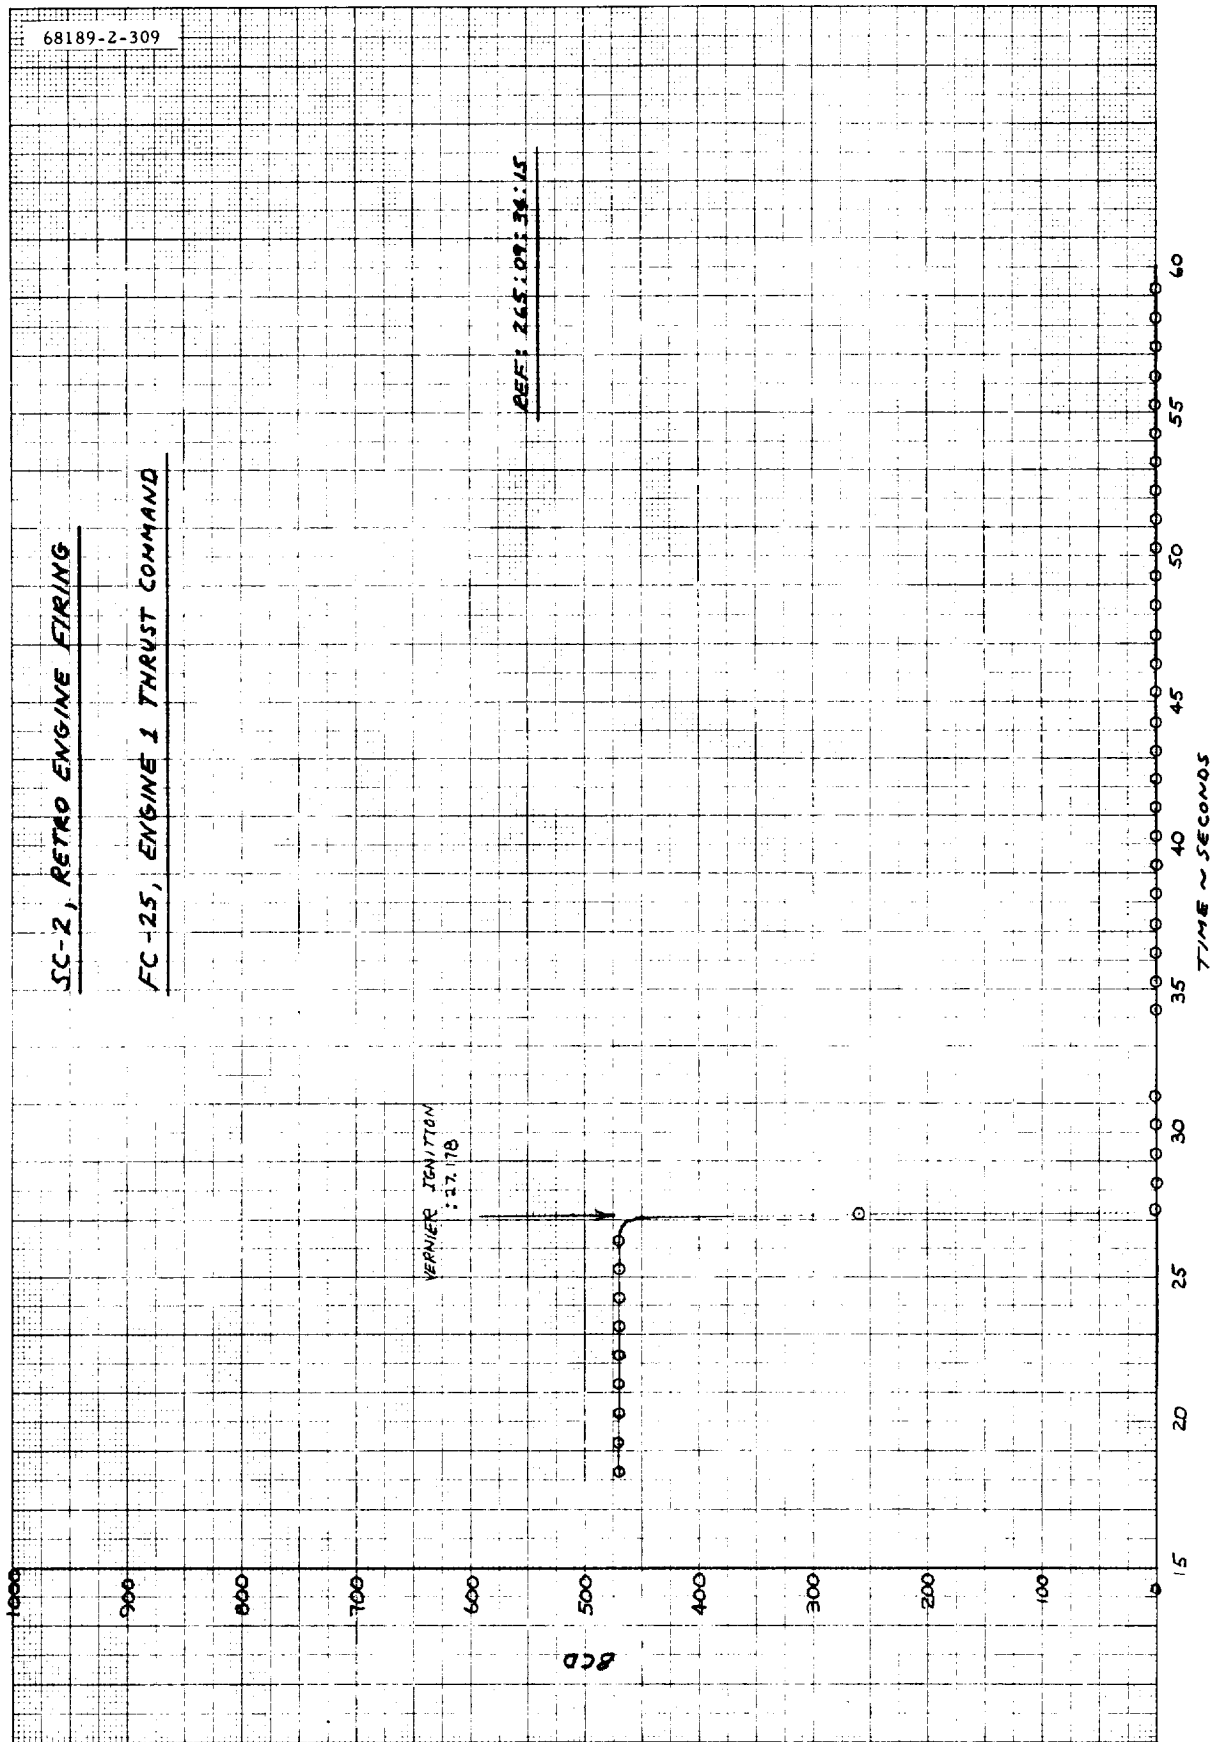 68189-2-309
SC-2, RETRO ENGINE FIRING
FC-25, ENGINE 1 THRUST COMMAND
REF: 265:09:34:15
VERNIER IGNITION
:27.178
BCD
1000
900
800
700
600
500
400
300
200
100
0
15 20 25 30 35 40 45 50 55 60
TIME ~ SECONDS